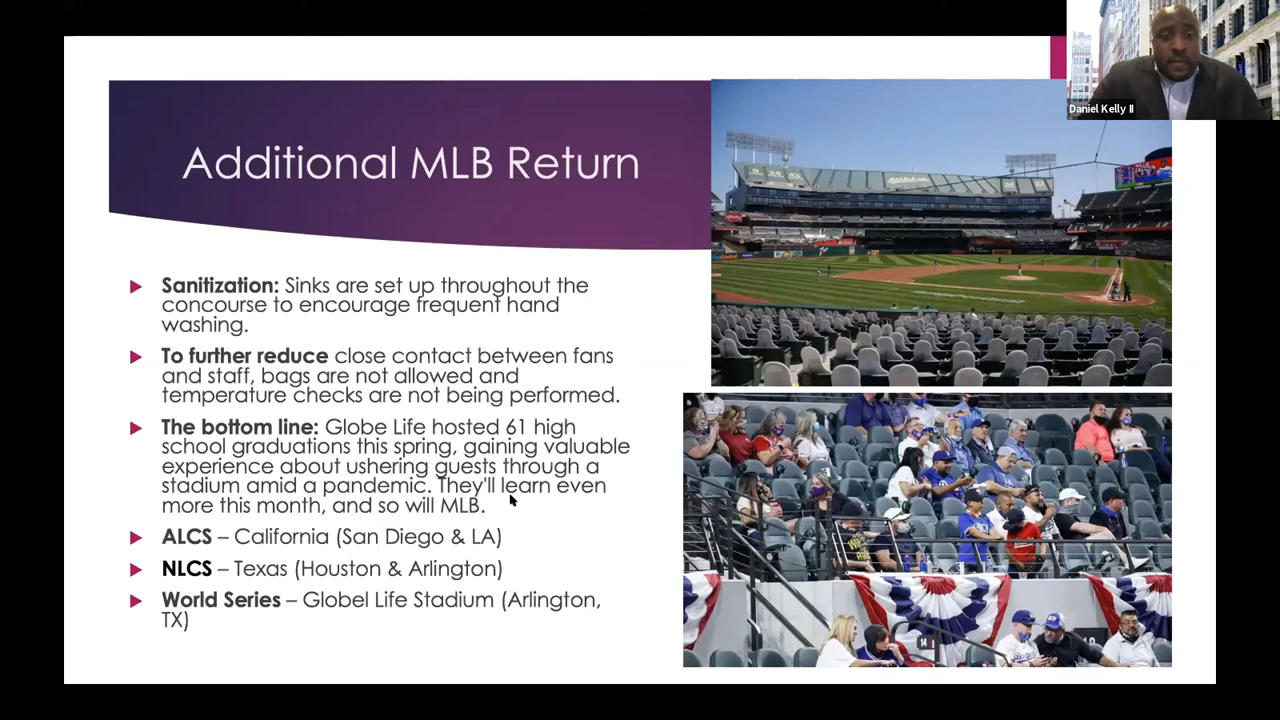 Daniel Kelly II
Additional MLB Return
Sanitization: Sinks are set up throughout the
concourse to encourage frequent hand
washing.
To further reduce close contact between fans
and staff, bags are not allowed and
temperature checks are not being performed.
The bottom line: Globe Life hosted 61 high
school graduations this spring, gaining valuable
experience about ushering guests through a
stadium amid a pandemic. They'll learn even
more this month, and so will MLB.
ALCS – California (San Diego & LA)
NLCS – Texas (Houston & Arlington)
World Series – Globel Life Stadium (Arlington,
TX)